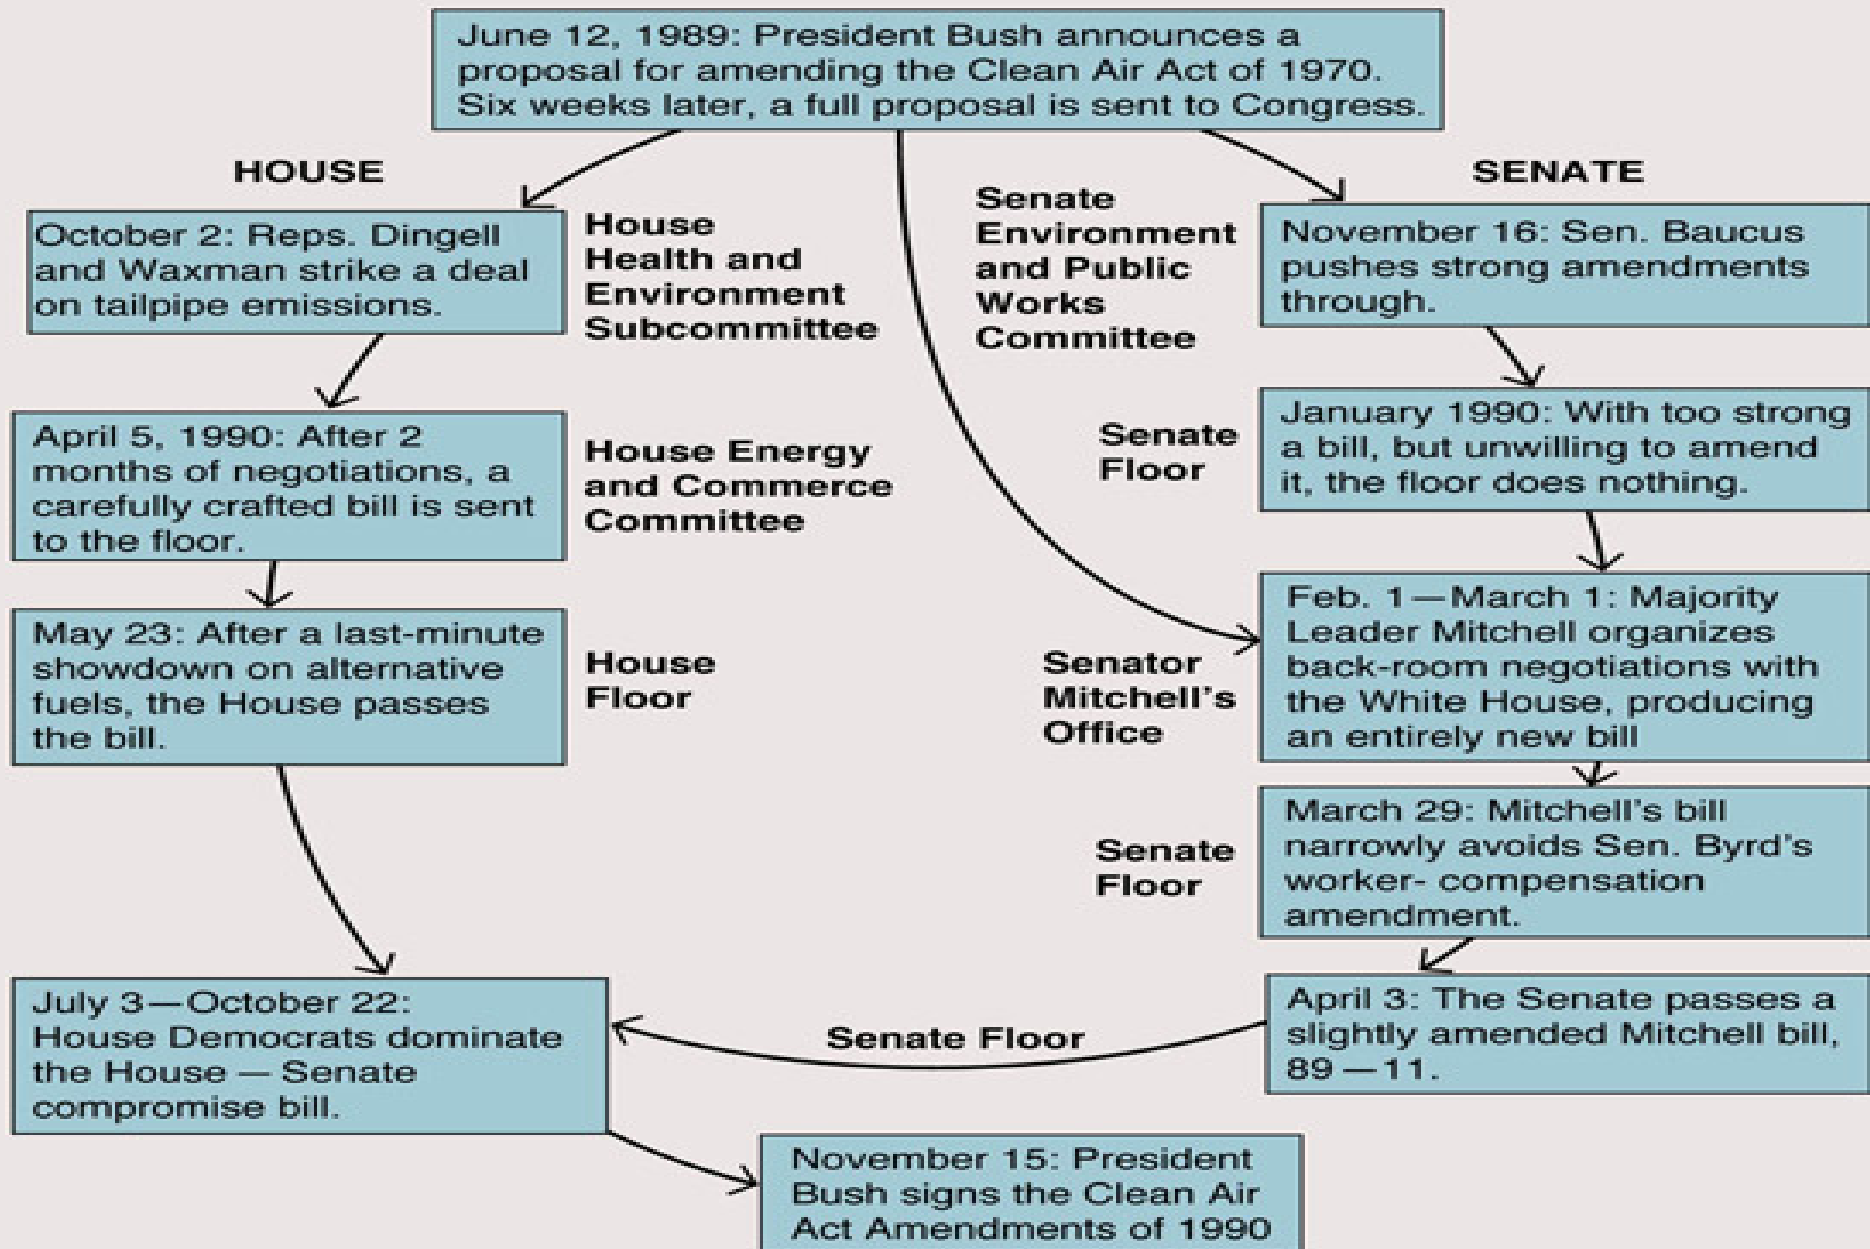 June 12, 1989: President Bush announces a
proposal for amending the Clean Air Act of 1970.
Six weeks later, a full proposal is sent to Congress.
HOUSE
October 2: Reps. Dingell
and Waxman strike a deal
on tailpipe emissions.
House
Health and
Environment
Subcommittee
April 5, 1990: After 2
months of negotiations, a
carefully crafted bill is sent
to the floor.
House Energy
and Commerce
Committee
May 23: After a last-minute
showdown on alternative
fuels, the House passes
the bill.
House
Floor
SENATE
Senate
Environment
and Public
Works
Committee
November 16: Sen. Baucus
pushes strong amendments
through.
Senate
Floor
January 1990: With too strong
a bill, but unwilling to amend
it, the floor does nothing.
Senator
Mitchell's
Office
Feb. 1—March 1: Majority
Leader Mitchell organizes
back-room negotiations with
the White House, producing
an entirely new bill
Senate
Floor
March 29: Mitchell's bill
narrowly avoids Sen. Byrd's
worker- compensation
amendment.
April 3: The Senate passes a
slightly amended Mitchell bill,
89—11.
Senate Floor
July 3—October 22:
House Democrats dominate
the House — Senate
compromise bill.
November 15: President
Bush signs the Clean Air
Act Amendments of 1990